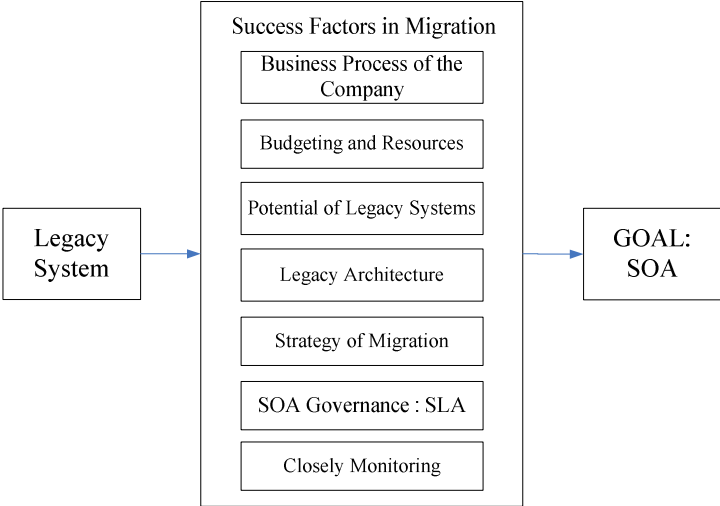 Success Factors in Migration
Business Process of the
Company
Budgeting and Resources
Potential of Legacy Systems
Legacy Architecture
Strategy of Migration
SOA Governance : SLA
Closely Monitoring
Legacy
System
GOAL:
SOA